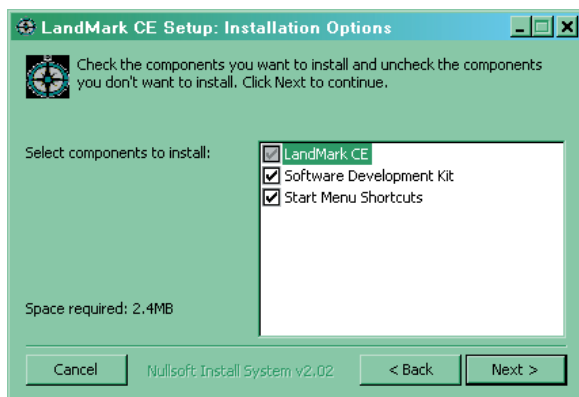 LandMark CE Setup: Installation Options
Check the components you want to install and uncheck the components
you don't want to install. Click Next to continue.
Select components to install:
LandMark CE
Software Development Kit
Start Menu Shortcuts
Space required: 2.4MB
Cancel
Nullsoft Install System v2.02
< Back
Next >